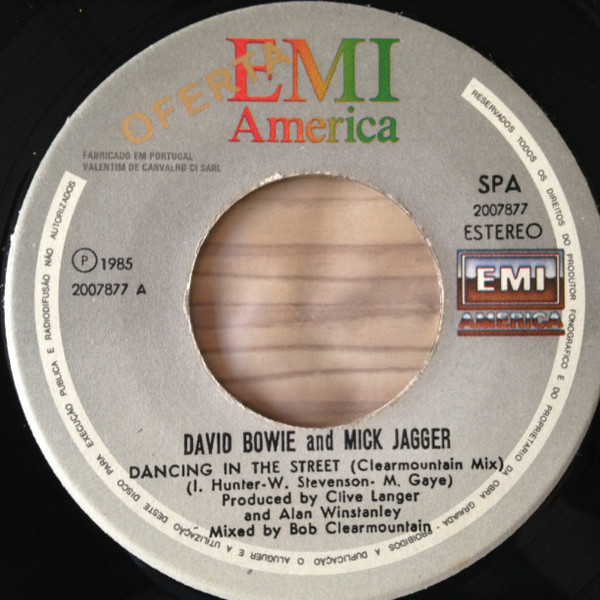 OFERTA
EMI
America
FABRICADO EM PORTUGAL
VALENTIM DE CARVALHO CI SARL
SPA
2007877
ESTEREO
EMI
AMERICA
P 1985
2007877 A
DAVID BOWIE and MICK JAGGER
DANCING IN THE STREET (Clearmountain Mix)
(I. Hunter-W. Stevenson- M. Gaye)
Produced by Clive Langer
and Alan Winstanley
Mixed by Bob Clearmountain
RESERVADOS TODOS OS DIREITOS DO PRODUTOR FONOGRÁFICO E DO PROPRIETÁRIO DA OBRA GRAVADA - PROIBIDOS A DUPLICAÇÃO O ALUGUER E A UTILIZAÇÃO DESTE DISCO PARA EXECUÇÃO PUBLICA E RADIODIFUSÃO NÃO AUTORIZADOS